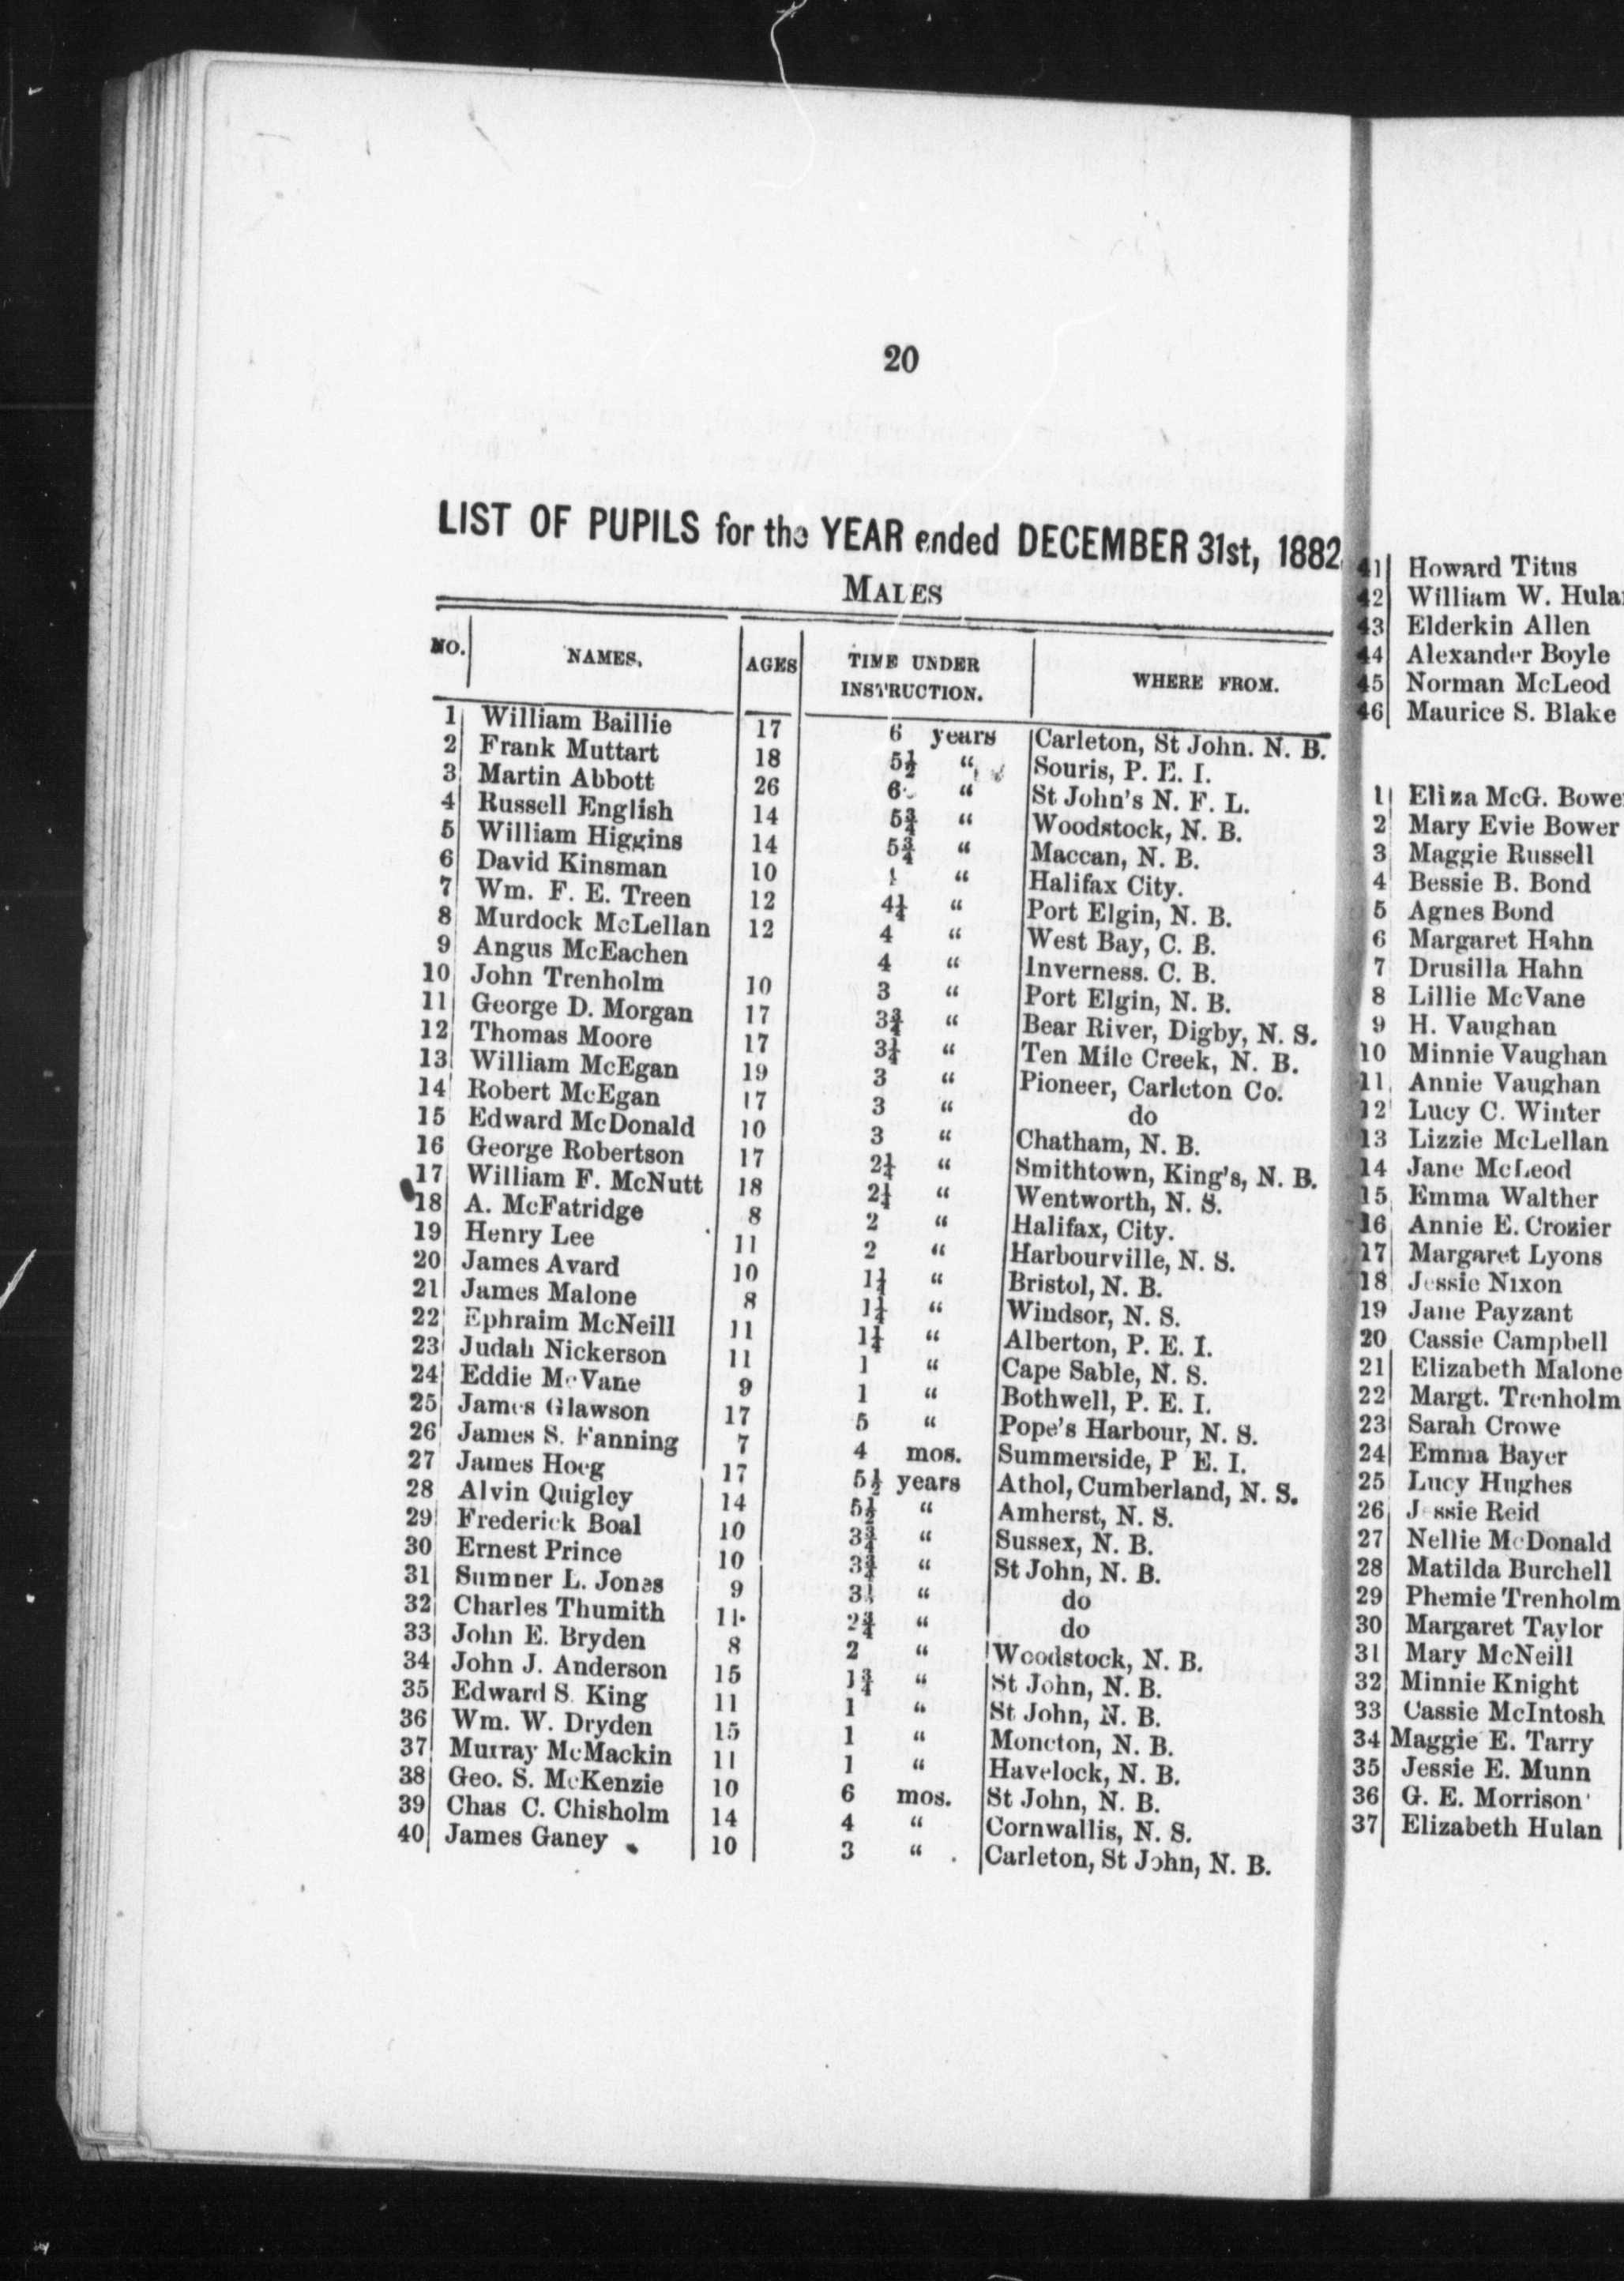 20
LIST OF PUPILS for the YEAR ended DECEMBER 31st, 1882.
MALES
NO. NAMES. AGES TIME UNDER INSTRUCTION. WHERE FROM.
1 William Baillie 17 6 years Carleton, St John. N. B.
2 Frank Muttart 18 5½ “ Souris, P. E. I.
3 Martin Abbott 26 6 “ St John's N. F. L.
4 Russell English 14 5¾ “ Woodstock, N. B.
5 William Higgins 14 5¾ “ Maccan, N. B.
6 David Kinsman 10 “ Halifax City.
7 Wm. F. E. Treen 12 4¼ “ Port Elgin, N. B.
8 Murdock McLellan 12 4 “ West Bay, C. B.
9 Angus McEachen 4 “ Inverness. C. B.
10 John Trenholm 10 3 “ Port Elgin, N. B.
11 George D. Morgan 17 3¾ “ Bear River, Digby, N. S.
12 Thomas Moore 17 3¼ “ Ten Mile Creek, N. B.
13 William McEgan 19 3 “ Pioneer, Carleton Co.
14 Robert McEgan 17 3 “ do
15 Edward McDonald 10 3 “ Chatham, N. B.
16 George Robertson 17 2¼ “ Smithtown, King's, N. B.
17 William F. McNutt 18 2¼ “ Wentworth, N. S.
18 A. McFatridge 8 2 “ Halifax, City.
19 Henry Lee 11 2 “ Harbourville, N. S.
20 James Avard 10 1¼ “ Bristol, N. B.
21 James Malone 8 1¼ “ Windsor, N. S.
22 Ephraim McNeill 11 1¼ “ Alberton, P. E. I.
23 Judah Nickerson 11 1 “ Cape Sable, N. S.
24 Eddie McVane 9 1 “ Bothwell, P. E. I.
25 James Glawson 17 5 “ Pope's Harbour, N. S.
26 James S. Fanning 7 4 mos. Summerside, P E. I.
27 James Hoeg 17 5½ years Athol, Cumberland, N. S.
28 Alvin Quigley 14 5½ “ Amherst, N. S.
29 Frederick Boal 10 3¾ “ Sussex, N. B.
30 Ernest Prince 10 3¾ “ St John, N. B.
31 Sumner L. Jones 9 “ do
32 Charles Thumith 11 2¾ “ do
33 John E. Bryden 8 2 “ Woodstock, N. B.
34 John J. Anderson 15 1¾ “ St John, N. B.
35 Edward S. King 11 1 “ St John, N. B.
36 Wm. W. Dryden 15 1 “ Moncton, N. B.
37 Murray McMackin 11 1 “ Havelock, N. B.
38 Geo. S. McKenzie 10 6 mos. St John, N. B.
39 Chas C. Chisholm 14 4 “ Cornwallis, N. S.
40 James Ganey 10 3 “ Carleton, St John, N. B.
41 Howard Titus
42 William W.
43 Elderkin Allen
44 Alexander Boyle
45 Norman McLeod
46 Maurice S. Blake
1 Eliza McG.
2 Mary Evie Bower
3 Maggie Russell
4 Bessie B. Bond
5 Agnes Bond
6 Margaret Hahn
7 Drusilla Hahn
8 Lillie McVane
9 H. Vaughan
10 Minnie Vaughan
11 Annie Vaughan
12 Lucy C. Winter
13 Lizzie McLellan
14 Jane McLeod
15 Emma Walther
16 Annie E. Crozier
17 Margaret Lyons
18 Jessie Nixon
19 Jane Payzant
20 Cassie Campbell
21 Elizabeth Malone
22 Margt. Trenholm
23 Sarah Crowe
24 Emma Bayer
25 Lucy Hughes
26 Jessie Reid
27 Nellie McDonald
28 Matilda Burchell
29 Phemie Trenholm
30 Margaret Taylor
31 Mary McNeill
32 Minnie Knight
33 Cassie McIntosh
34 Maggie E. Tarry
35 Jessie E. Munn
36 G. E. Morrison
37 Elizabeth Hulan